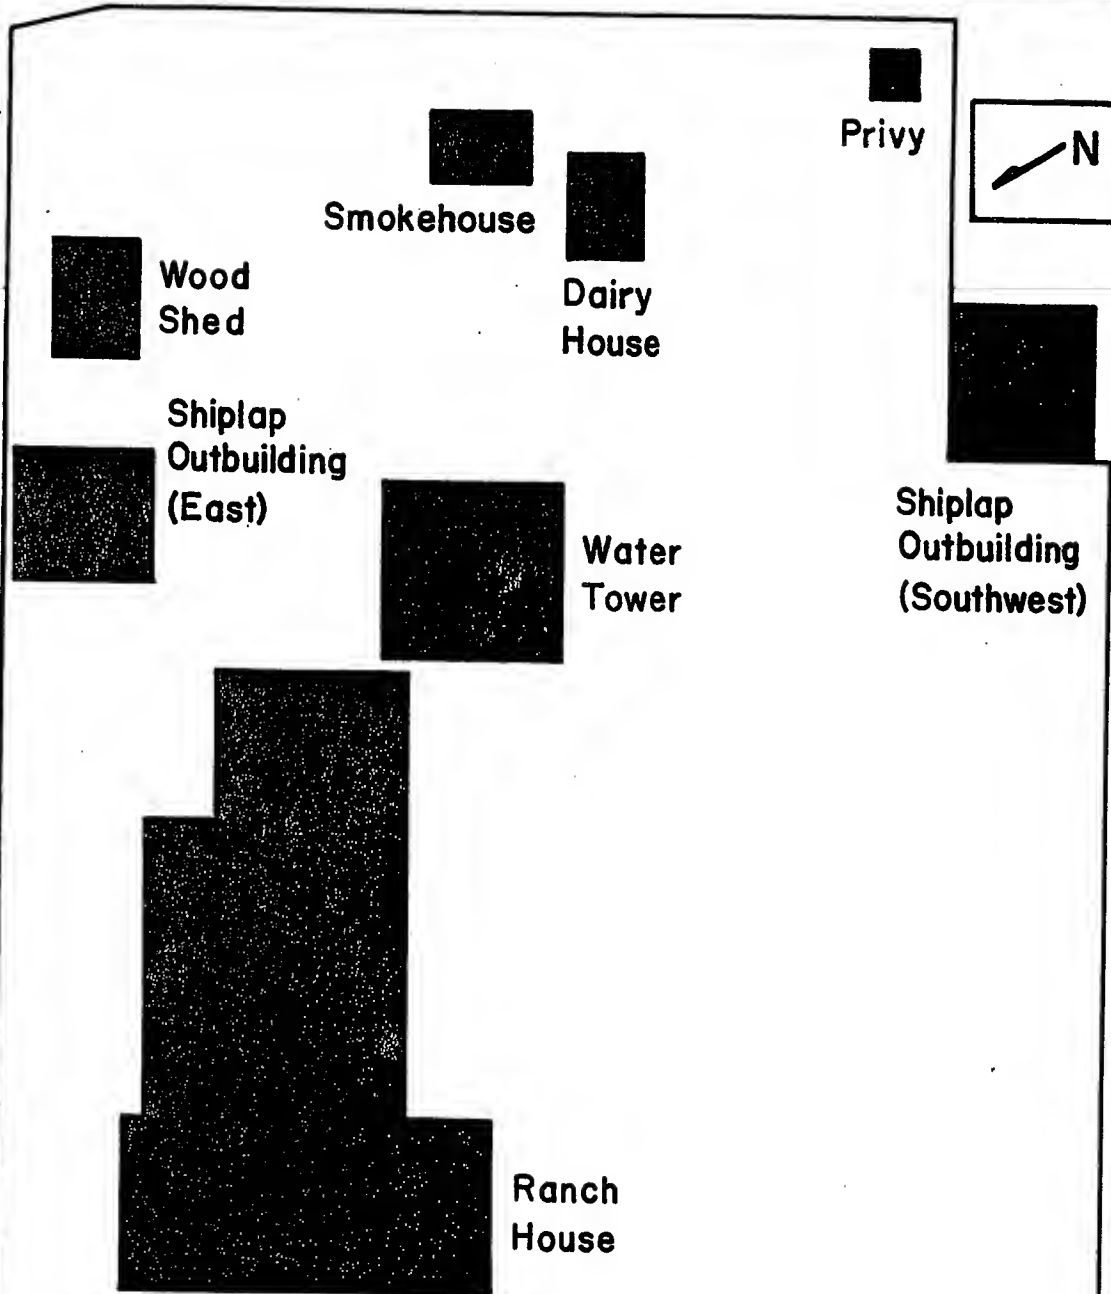 Privy
N
Smokehouse
Wood
Shed
Dairy
House
Shiplap
Outbuilding
(East)
Water
Tower
Shiplap
Outbuilding
(Southwest)
Ranch
House